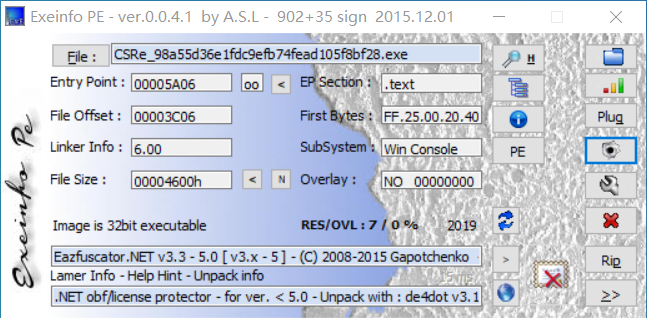 Exeinfo PE - ver.0.0.4.1 by A.S.L - 902+35 sign 2015.12.01
File : CSRe_98a55d36e1fdc9efb74fead105f8bf28.exe H
Entry Point : 00005A06 oo < EP Section : .text
File Offset : 00003C06 First Bytes : FF.25.00.20.40 Plug
Linker Info : 6.00 SubSystem : Win Console PE
File Size : 00004600h < N Overlay : NO 00000000
Image is 32bit executable RES/OVL : 7 / 0 % 2019
Eazfuscator.NET v3.3 - 5.0 [ v3.x - 5 ] - (C) 2008-2015 Gapotchenko > Rip
Lamer Info - Help Hint - Unpack info
.NET obf/license protector - for ver. < 5.0 - Unpack with : de4dot v3.1 >>
Exeinfo Pe